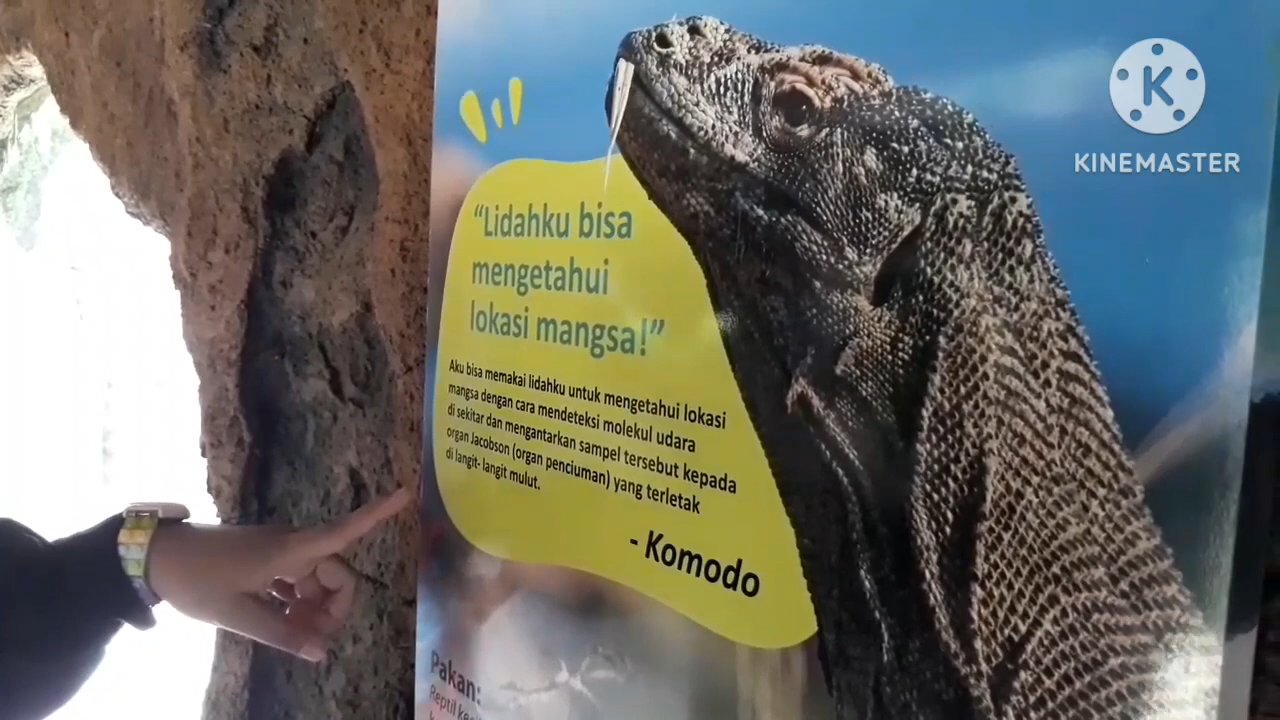 K
KINEMASTER
“Lidahku bisa
mengetahui
lokasi mangsa!”
Aku bisa memakai lidahku untuk mengetahui lokasi
mangsa dengan cara mendeteksi molekul udara
di sekitar dan mengantarkan sampel tersebut kepada
organ Jacobson (organ penciuman) yang terletak
di langit- langit mulut.
- Komodo
Pakan:
Reptil